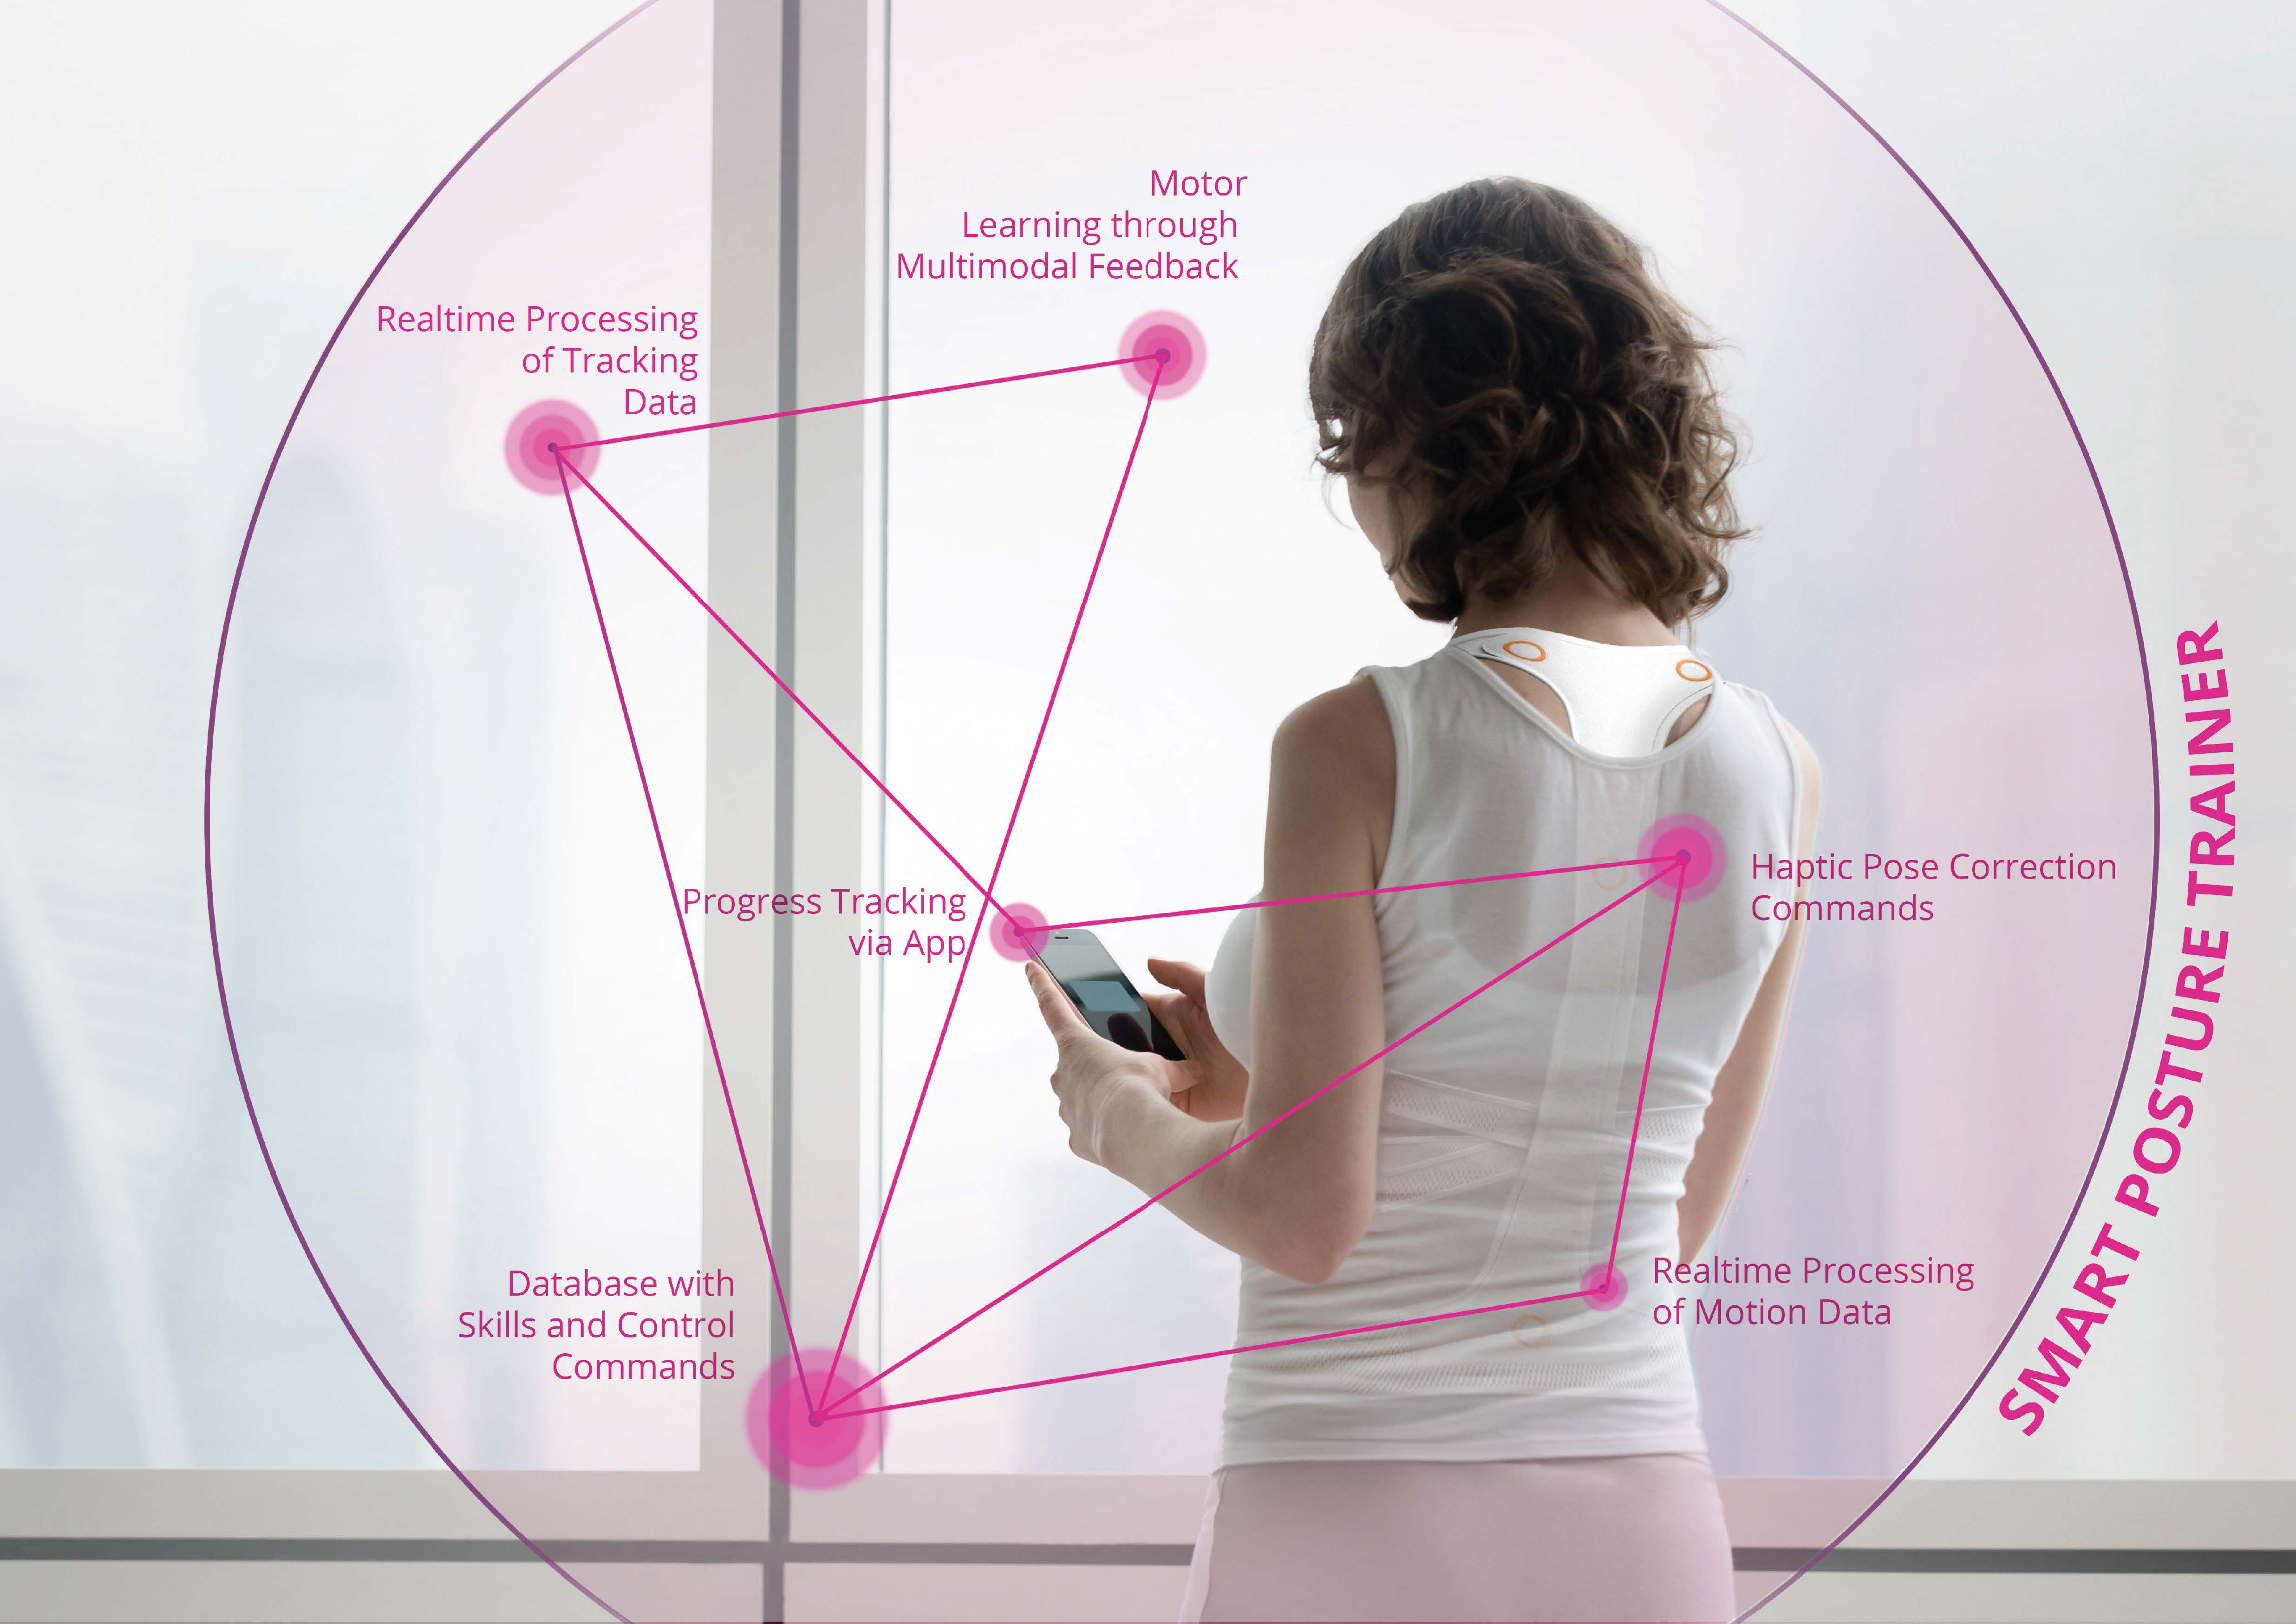 Motor
Learning through
Multimodal Feedback
Realtime Processing
of Tracking
Data
Progress Tracking
via App
Haptic Pose Correction
Commands
Database with
Skills and Control
Commands
Realtime Processing
of Motion Data
SMART POSTURE TRAINER